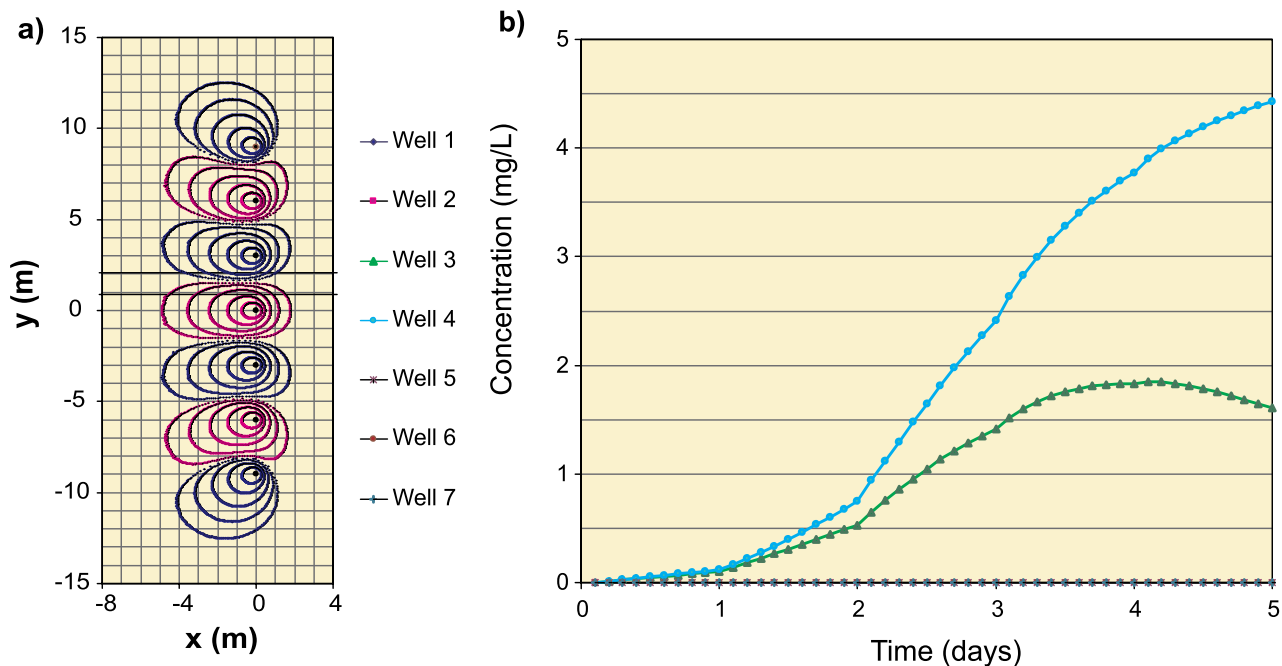 a)
15
10
5
0
-5
-10
-15
-8
-4
0
4
y (m)
x (m)
Well 1
Well 2
Well 3
Well 4
Well 5
Well 6
Well 7
b)
5
4
3
2
1
0
0
1
2
3
4
5
Concentration (mg/L)
Time (days)